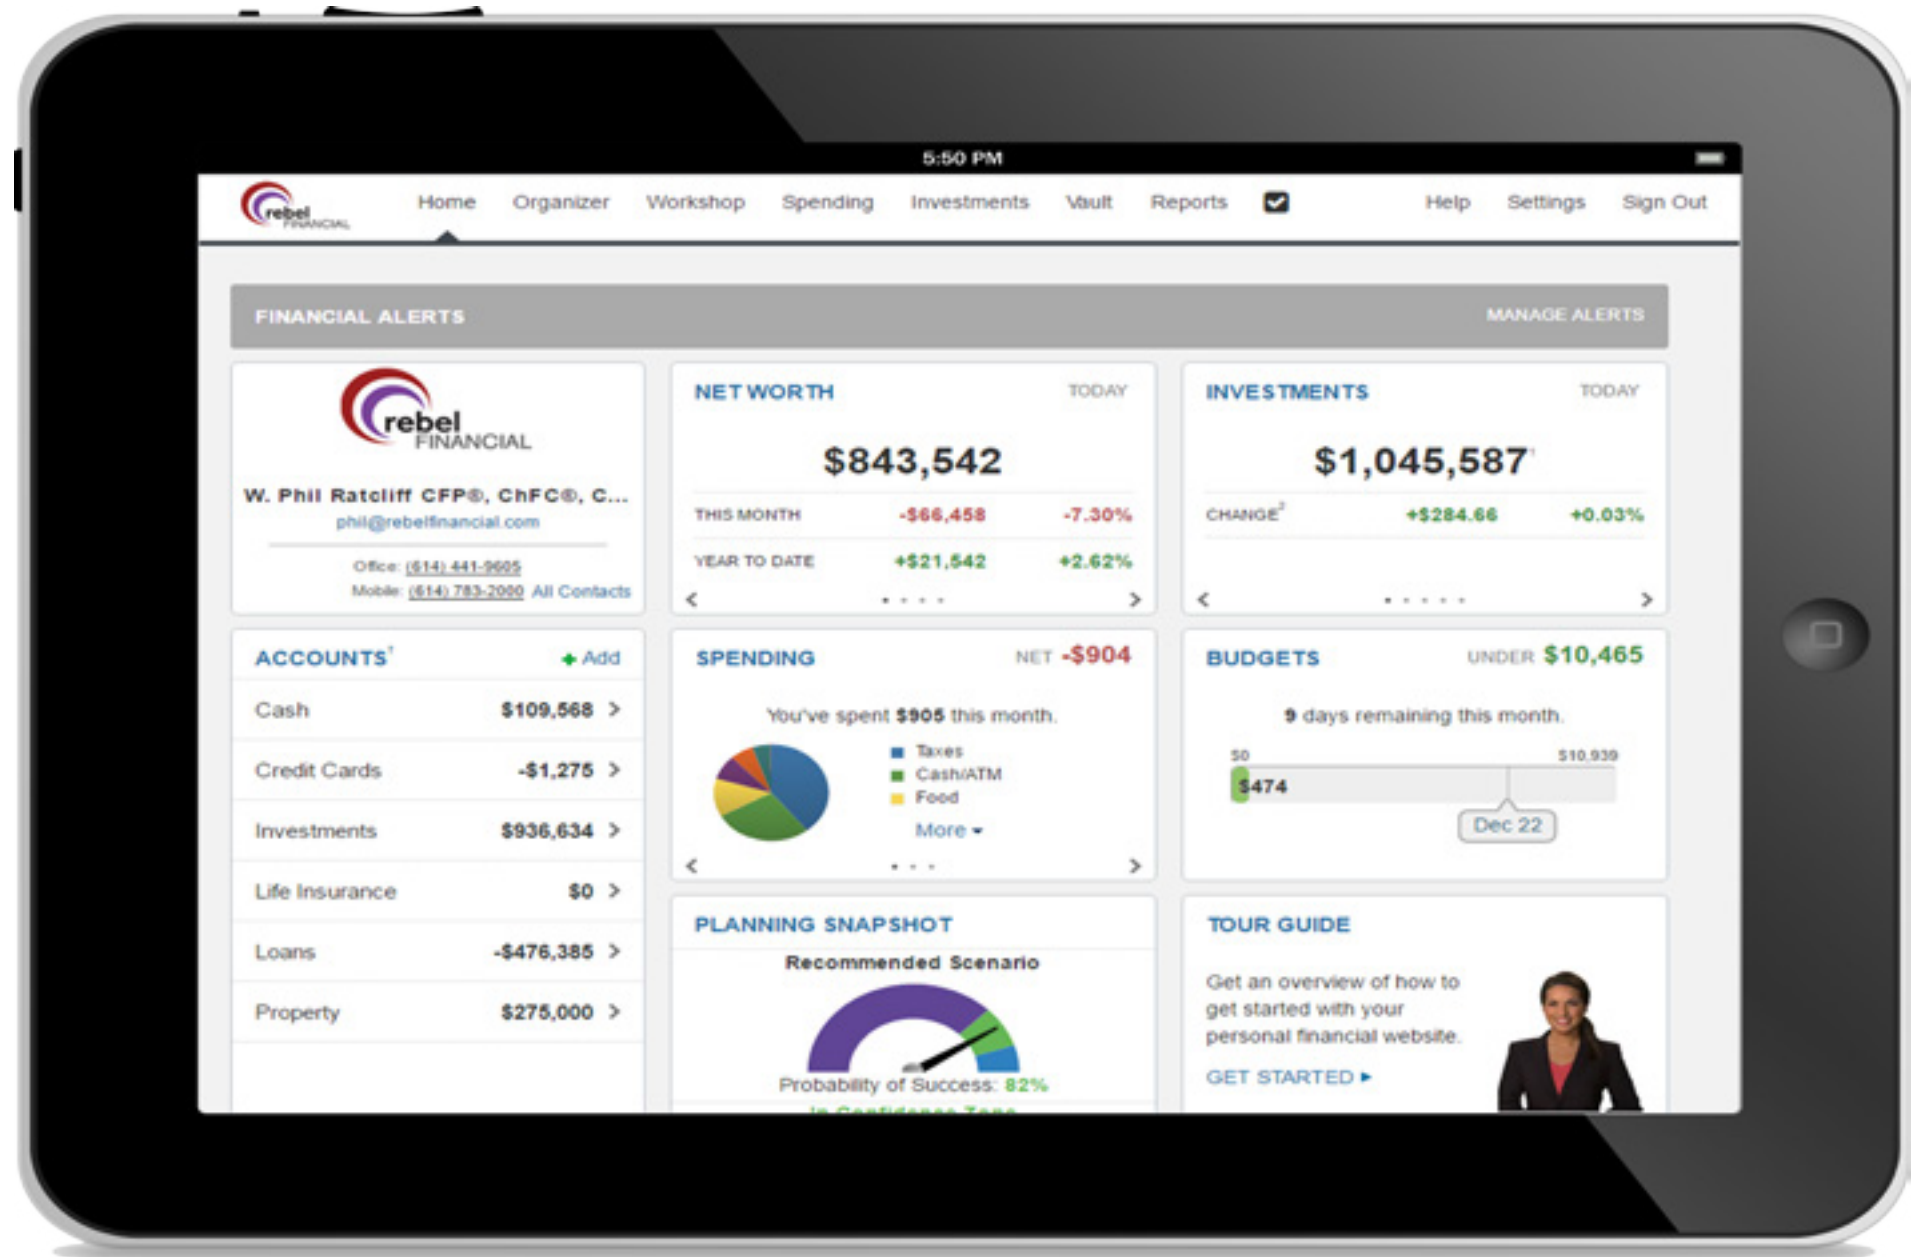 5:50 PM
rebel
FINANCIAL
Home Organizer Workshop Spending Investments Vault Reports Help Settings Sign Out
FINANCIAL ALERTS MANAGE ALERTS
rebel
FINANCIAL
W. Phil Ratcliff CFP®, ChFC®, C...
phil@rebelfinancial.com
Office: (614) 441-9605
Mobile: (614) 783-2000 All Contacts
NET WORTH TODAY
$843,542
THIS MONTH -$66,458 -7.30%
YEAR TO DATE +$21,542 +2.62%
INVESTMENTS TODAY
$1,045,587¹
CHANGE² +$284.66 +0.03%
ACCOUNTS¹ + Add
Cash $109,568 >
Credit Cards -$1,275 >
Investments $936,634 >
Life Insurance $0 >
Loans -$476,385 >
Property $275,000 >
SPENDING NET -$904
You've spent $905 this month.
Taxes
Cash/ATM
Food
More
BUDGETS UNDER $10,465
9 days remaining this month.
$0 $10,939
$474
Dec 22
PLANNING SNAPSHOT
Recommended Scenario
Probability of Success: 82%
In Confidence Zone
TOUR GUIDE
Get an overview of how to
get started with your
personal financial website.
GET STARTED